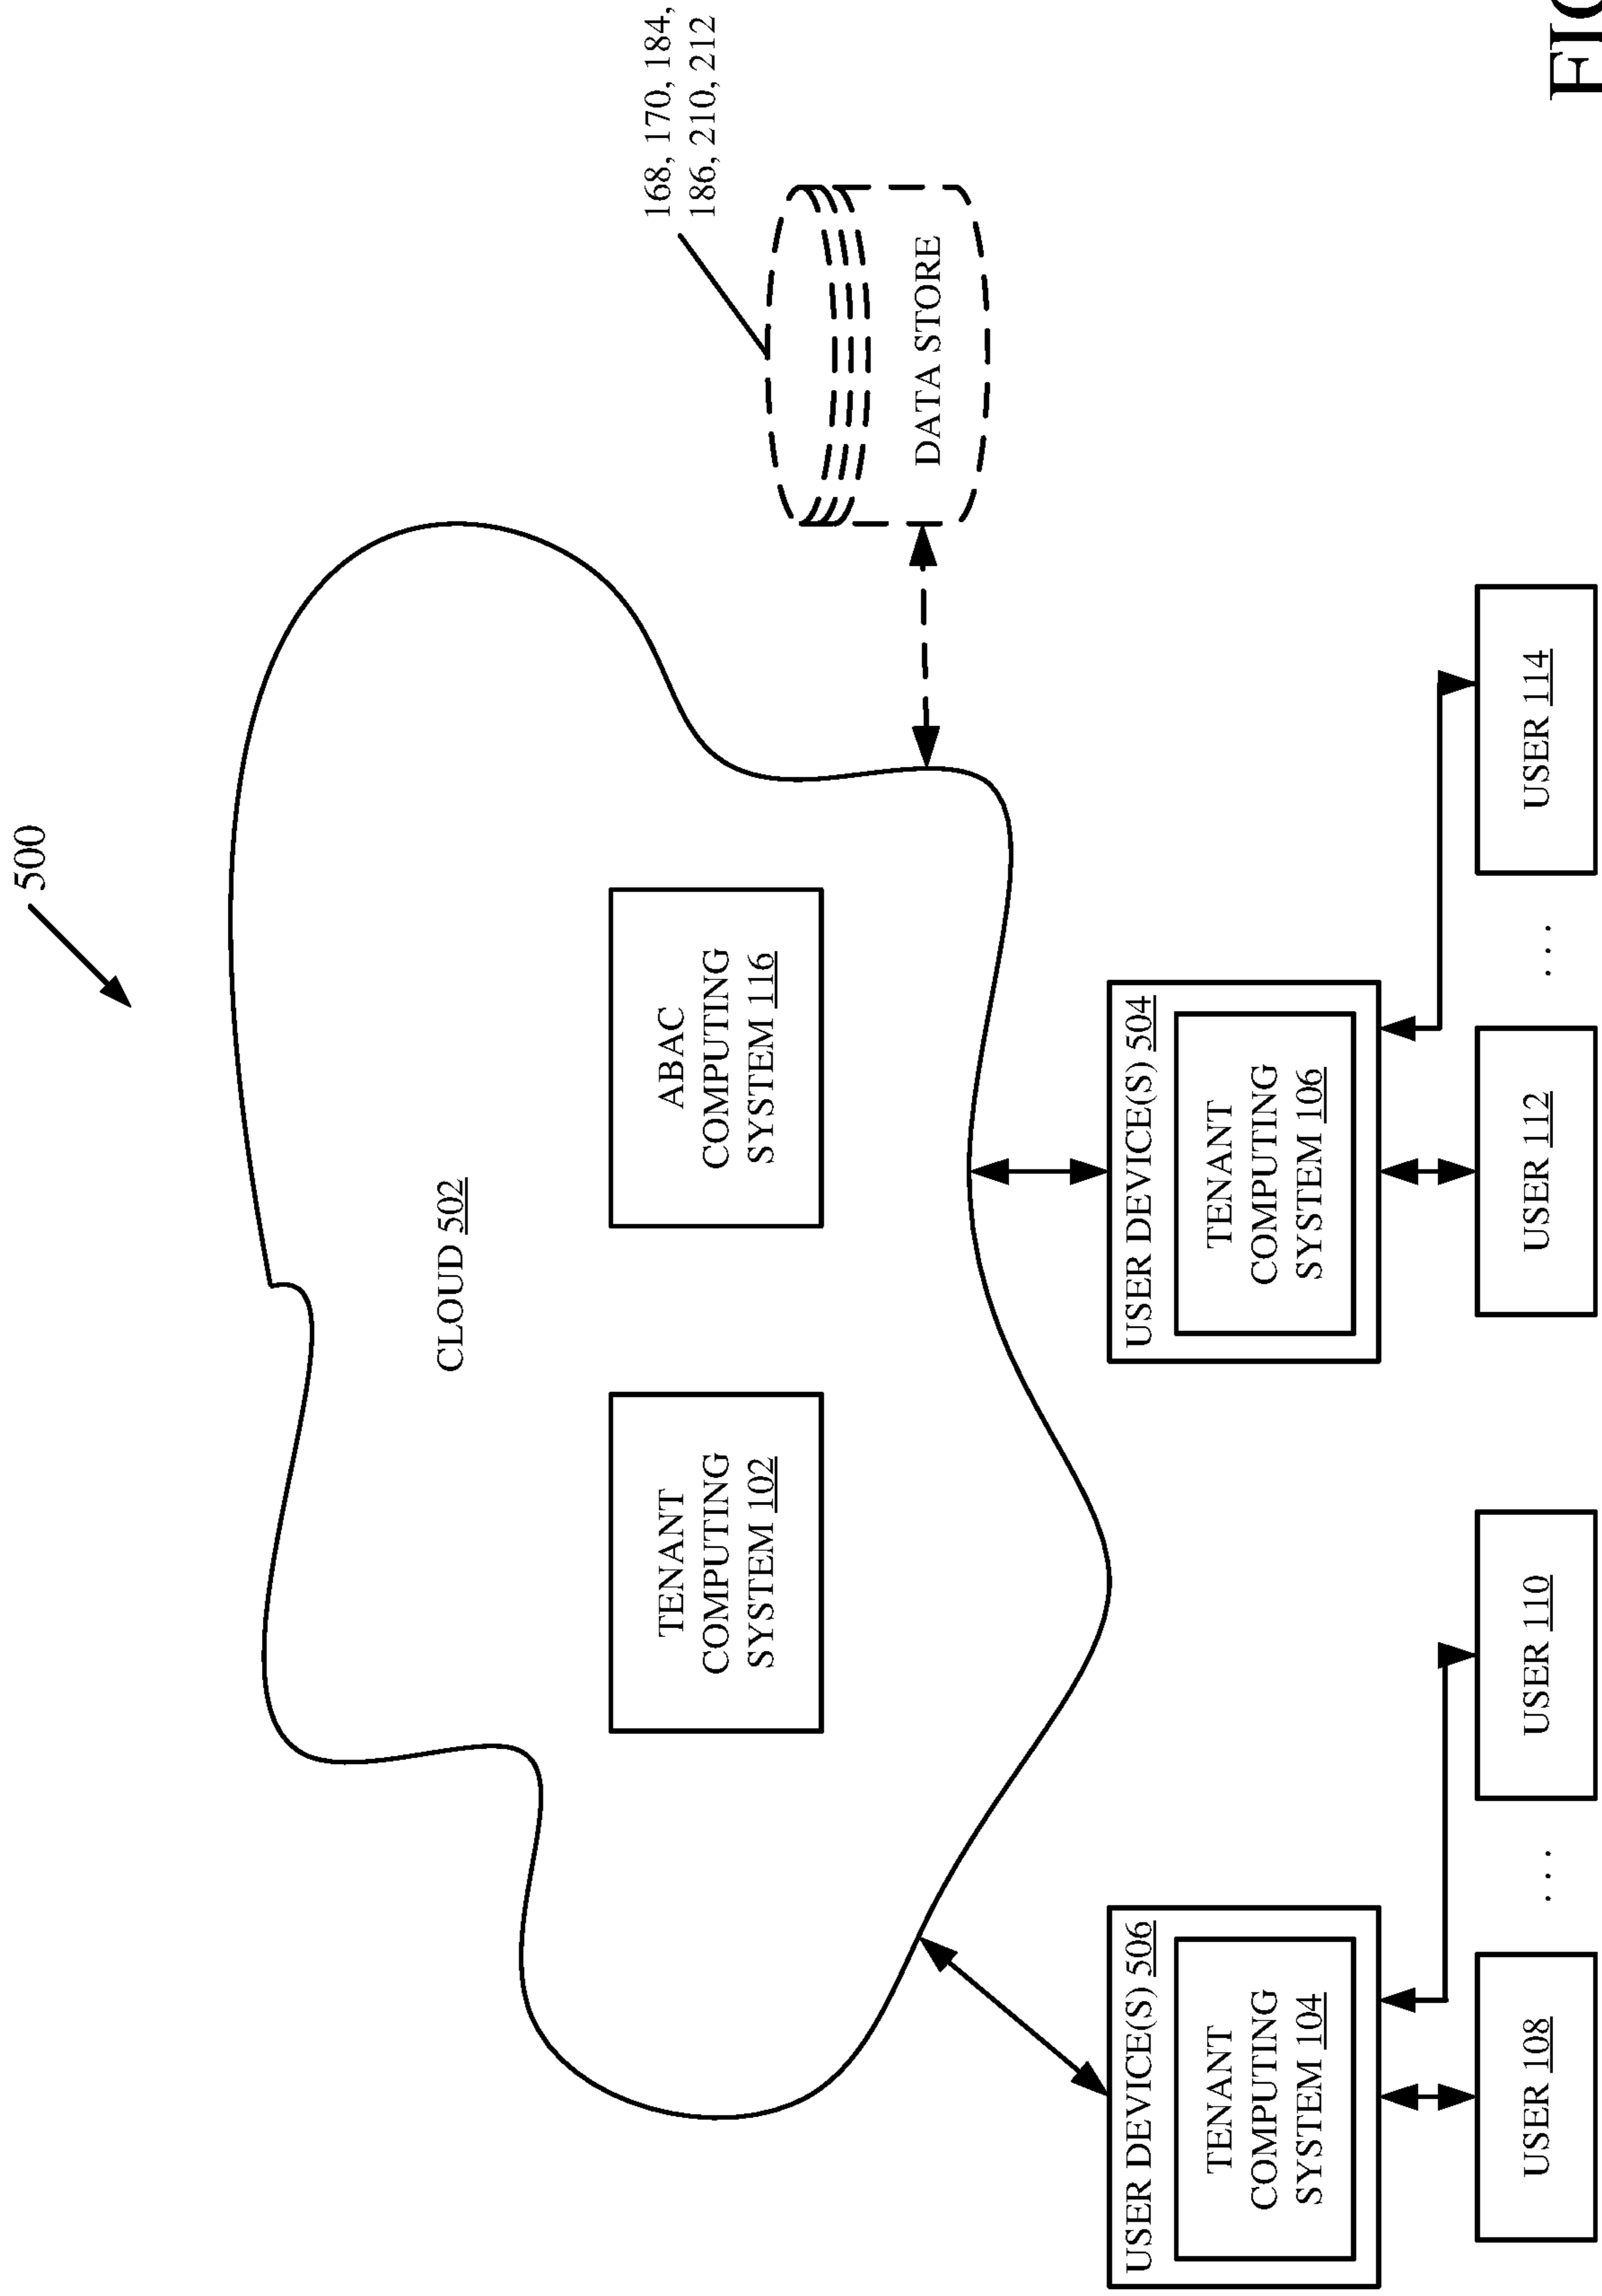 500
CLOUD 502
168, 170, 184,
186, 210, 212
TENANT
COMPUTING
SYSTEM 102
ABAC
COMPUTING
SYSTEM 116
DATA STORE
USER DEVICE(S) 506
TENANT
COMPUTING
SYSTEM 104
USER DEVICE(S) 504
TENANT
COMPUTING
SYSTEM 106
USER 108
...
USER 110
USER 112
...
USER 114